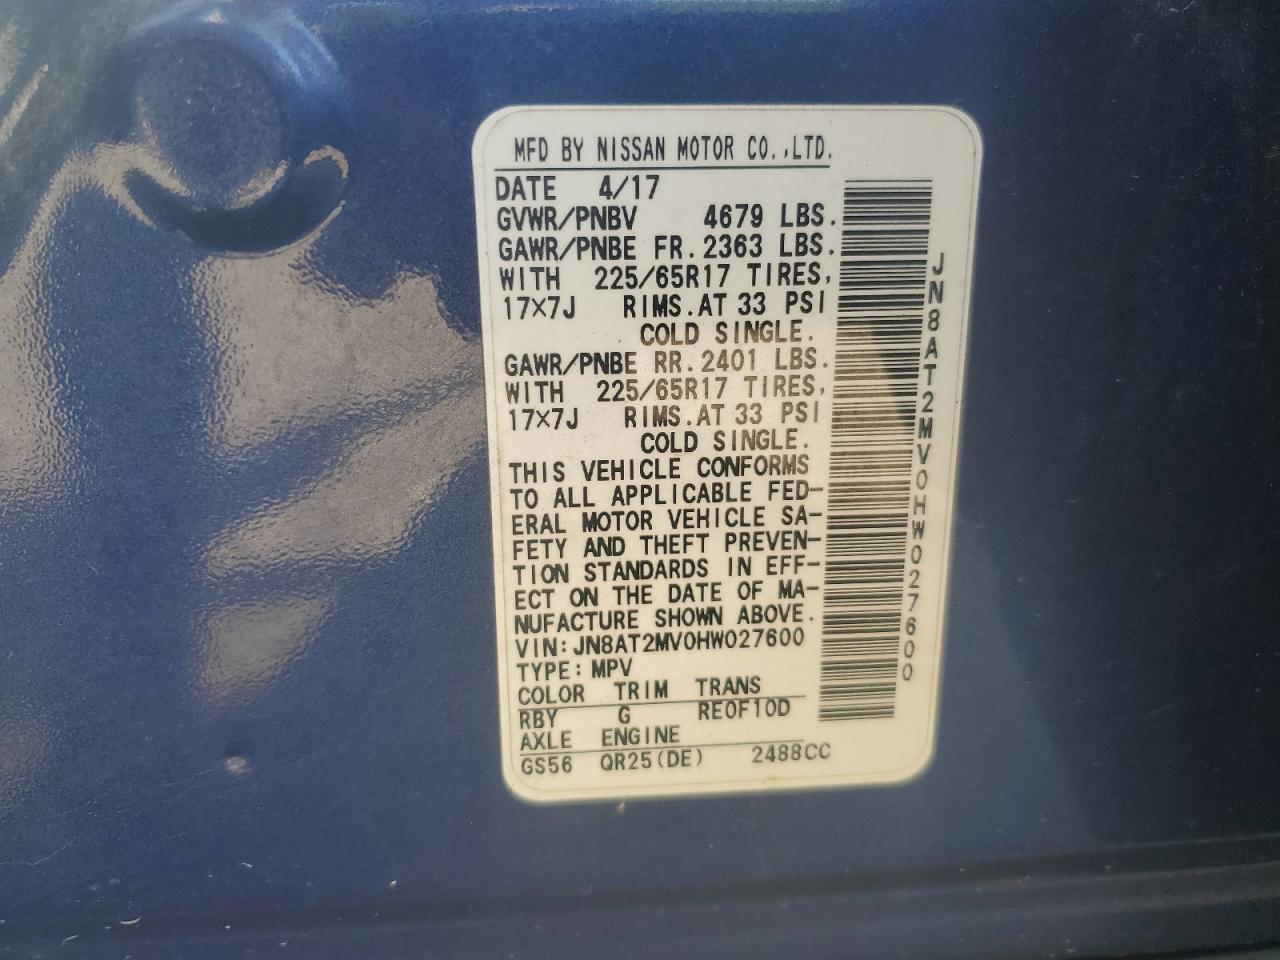 MFD BY NISSAN MOTOR CO.,LTD.
DATE 4/17
GVWR/PNBV 4679 LBS.
GAWR/PNBE FR. 2363 LBS.
WITH 225/65R17 TIRES,
17X7J RIMS. AT 33 PSI
COLD SINGLE.
GAWR/PNBE RR. 2401 LBS.
WITH 225/65R17 TIRES,
17X7J RIMS. AT 33 PSI
COLD SINGLE.
THIS VEHICLE CONFORMS
TO ALL APPLICABLE FED-
ERAL MOTOR VEHICLE SA-
FETY AND THEFT PREVEN-
TION STANDARDS IN EFF-
ECT ON THE DATE OF MA-
NUFACTURE SHOWN ABOVE.
VIN: JN8AT2MV0HW027600
TYPE: MPV
COLOR TRIM TRANS
RBY G RE0F10D
AXLE ENGINE
GS56 QR25(DE) 2488CC
JN8AT2MV0HW027600